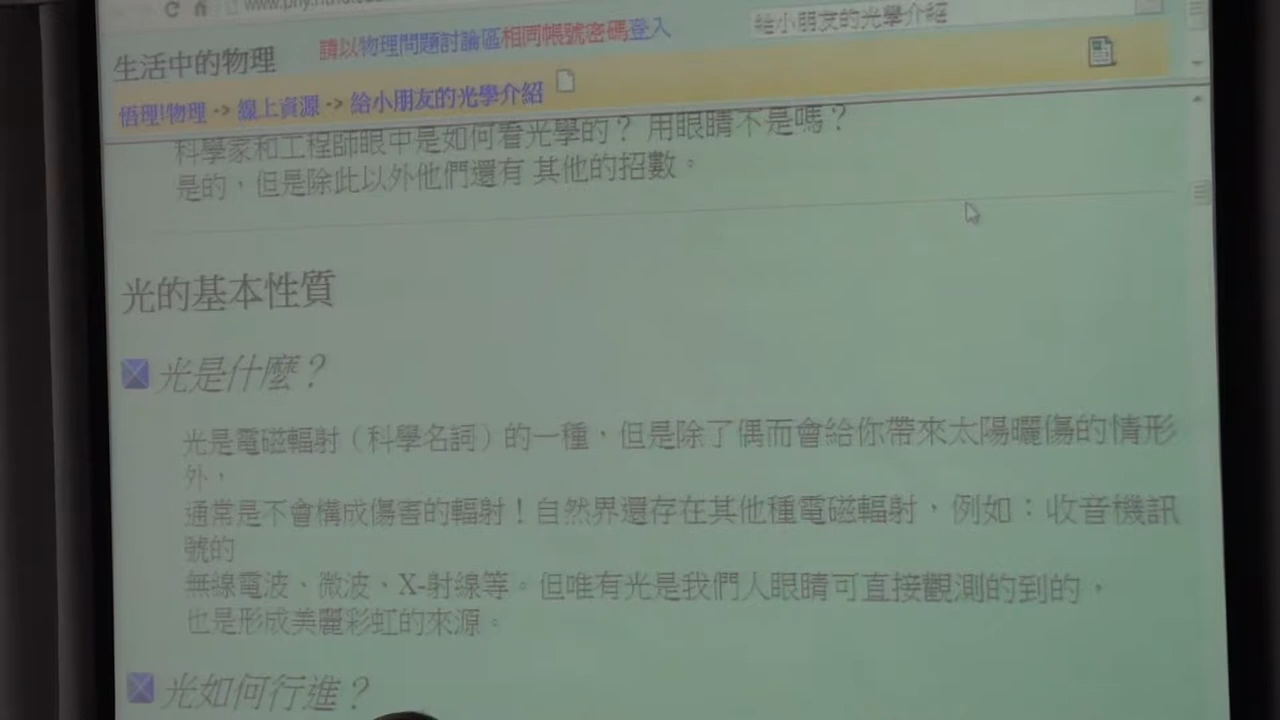 給小朋友的光學介紹
生活中的物理
請以物理問題討論區相同帳號密碼登入
悟理!物理 -> 線上資源 -> 給小朋友的光學介紹
科學家和工程師眼中是如何看光學的？ 用眼睛不是嗎？
是的，但是除此以外他們還有 其他的招數。
光的基本性質
光是什麼？
光是電磁輻射（科學名詞）的一種，但是除了偶而會給你帶來太陽曬傷的情形
外，
通常是不會構成傷害的輻射！自然界還存在其他種電磁輻射，例如：收音機訊
號的
無線電波、微波、X-射線等。但唯有光是我們人眼睛可直接觀測的到的，
也是形成美麗彩虹的來源。
光如何行進？